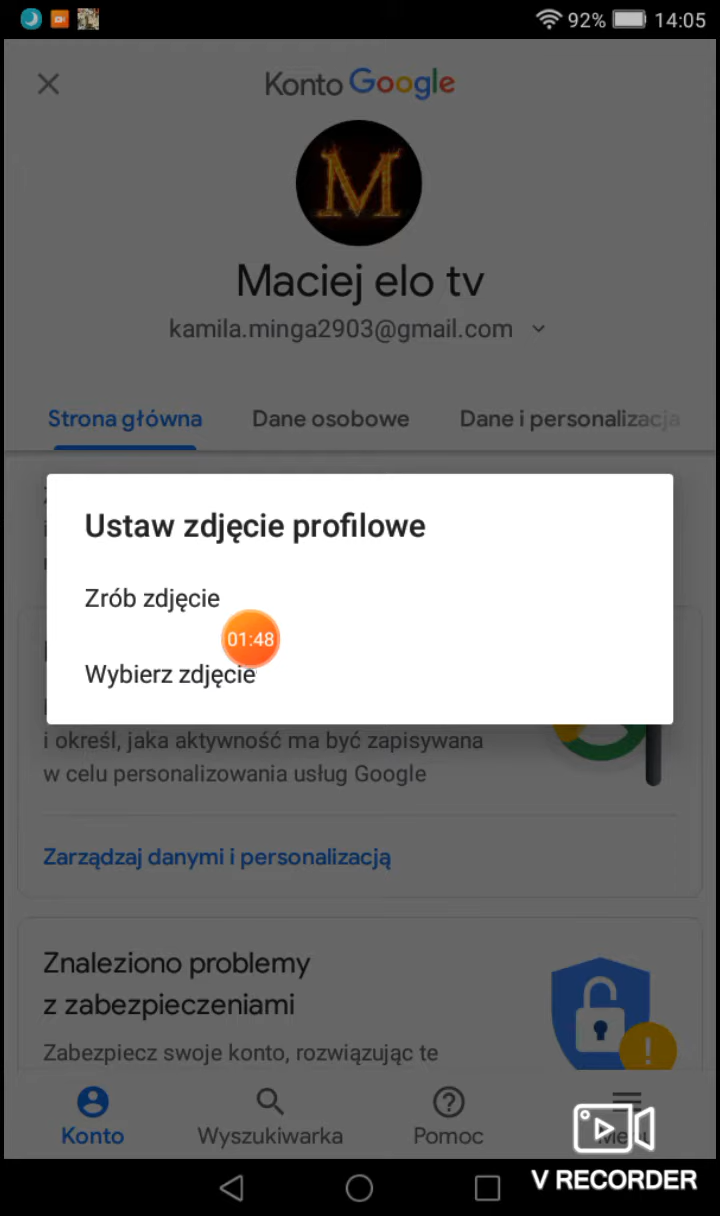 92% 14:05
Konto Google
M
Maciej elo tv
kamila.minga2903@gmail.com
Strona główna Dane osobowe Dane i personalizacja
Ustaw zdjęcie profilowe
Zrób zdjęcie
01:48
Wybierz zdjęcie
i określ, jaka aktywność ma być zapisywana
w celu personalizowania usług Google
Zarządzaj danymi i personalizacją
Znaleziono problemy
z zabezpieczeniami
Zabezpiecz swoje konto, rozwiązując te
Konto Wyszukiwarka Pomoc Menu
V RECORDER